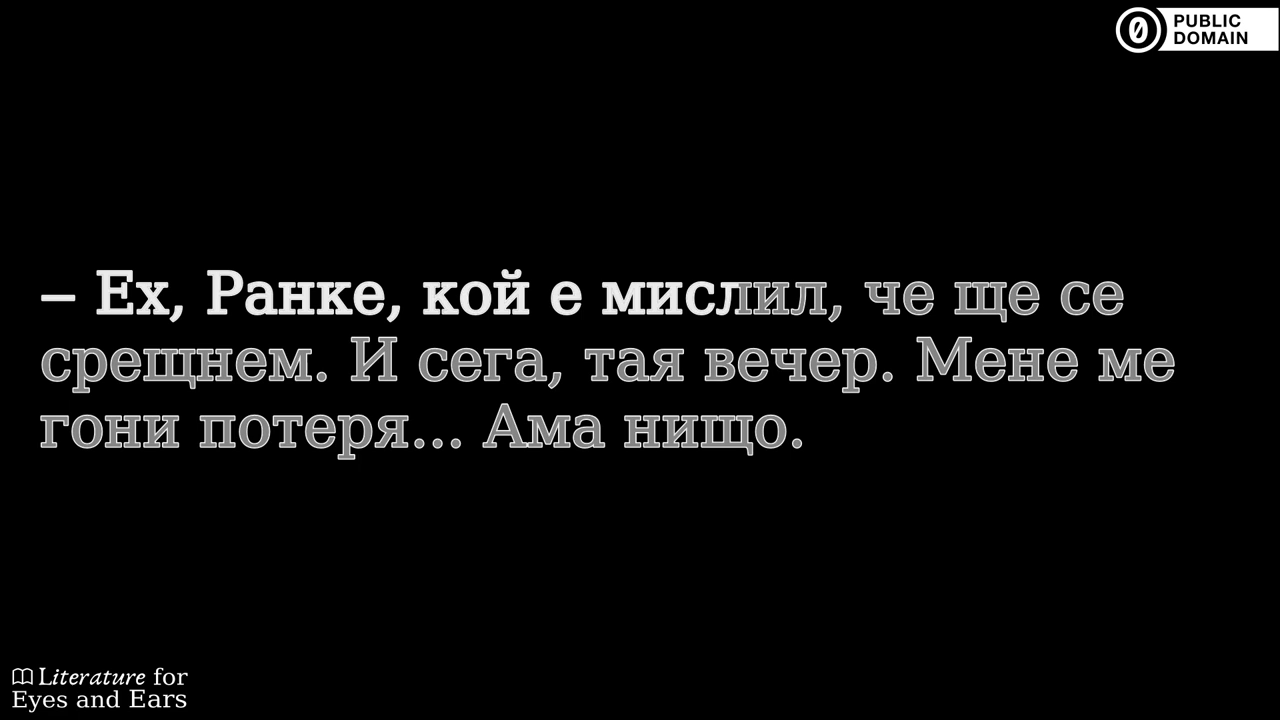 PUBLIC
DOMAIN
– Ех, Ранке, кой е мислил, че ще се
срещнем. И сега, тая вечер. Мене ме
гони потеря... Ама нищо.
Literature for
Eyes and Ears